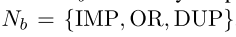 N_b = {IMP, OR, DUP}